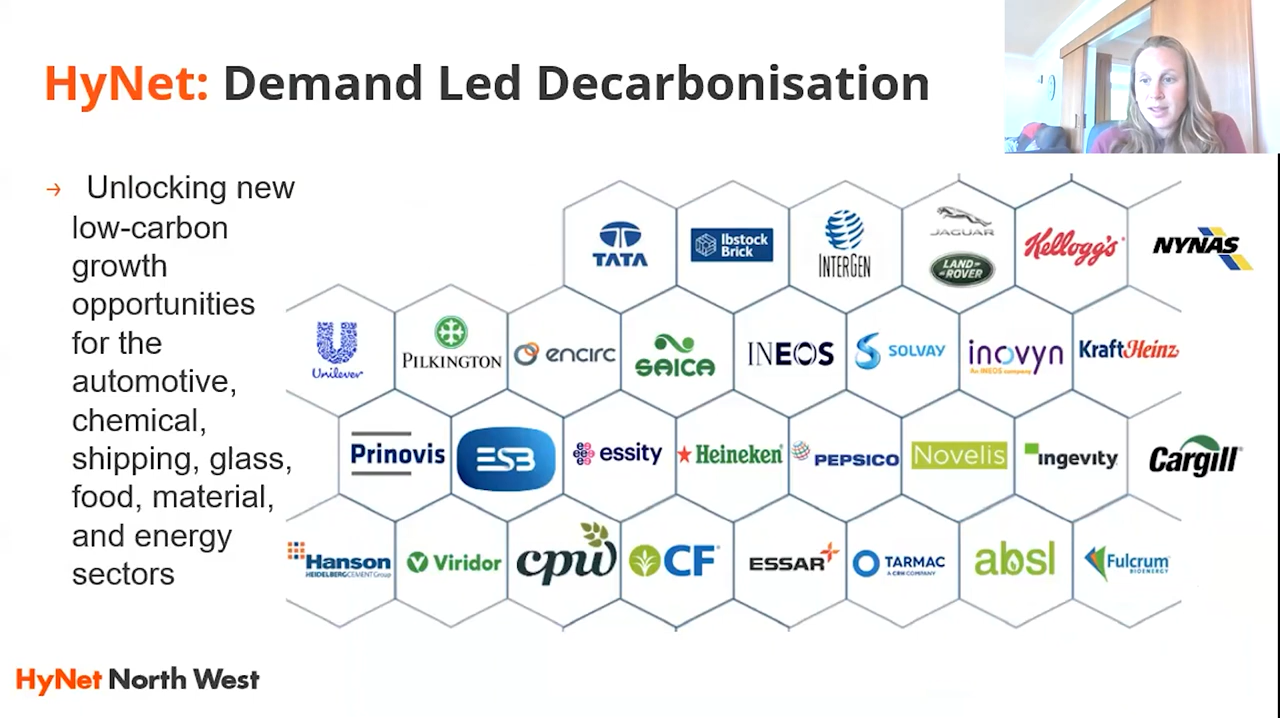 HyNet: Demand Led Decarbonisation
→ Unlocking new
low-carbon
growth
opportunities
for the
automotive,
chemical,
shipping, glass,
food, material,
and energy
sectors
TATA
Ibstock
Brick
INTERGEN
JAGUAR
LAND ROVER
Kellogg's
NYNAS
Unilever
PILKINGTON
encirc
SAICA
INEOS
SOLVAY
inovyn
An INEOS company
KraftHeinz
Prinovis
ESB
essity
Heineken
PEPSICO
Novelis
ingevity
Cargill
Hanson
HEIDELBERGCEMENT Group
Viridor
cpw
CF
ESSAR
TARMAC
A CRH COMPANY
absl
Fulcrum
BIOENERGY
HyNet North West